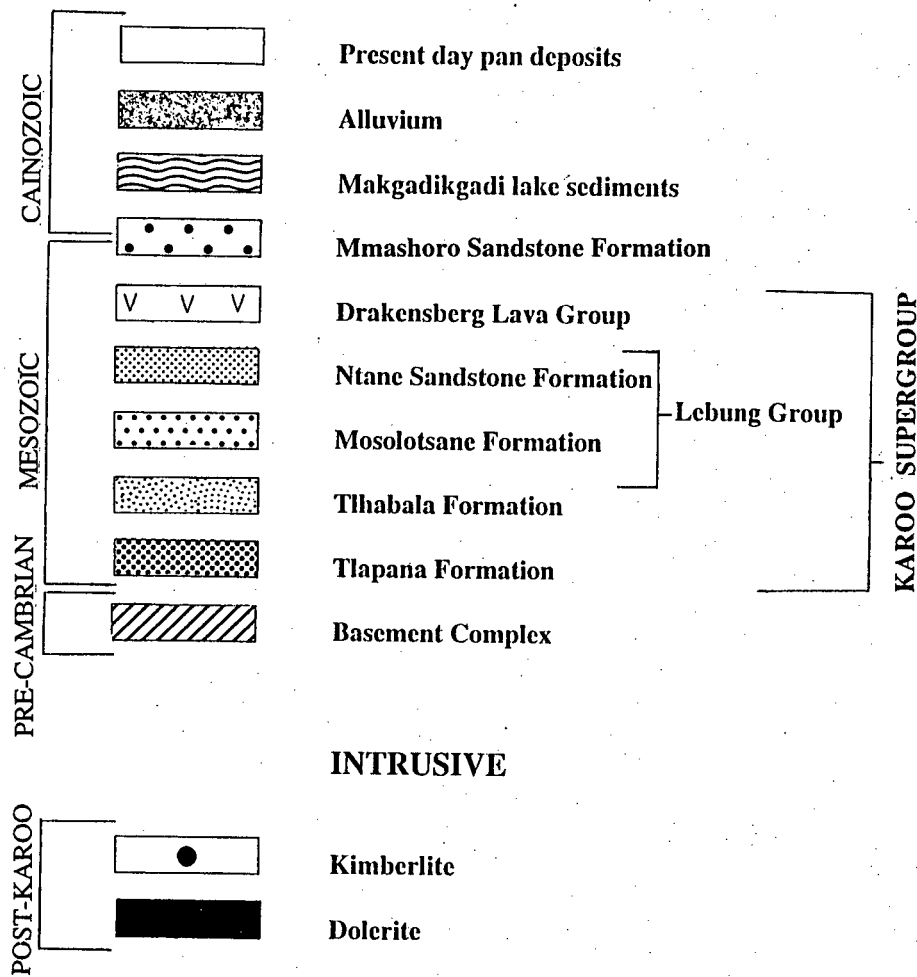 CAINOZOIC
Present day pan deposits
Alluvium
Makgadikgadi lake sediments
MESOZOIC
Mmashoro Sandstone Formation
Drakensberg Lava Group
Ntane Sandstone Formation
Mosolotsane Formation
Tlhabala Formation
Tlapana Formation
Lebung Group
KAROO SUPERGROUP
PRE-CAMBRIAN
Basement Complex
INTRUSIVE
POST-KAROO
Kimberlite
Dolerite